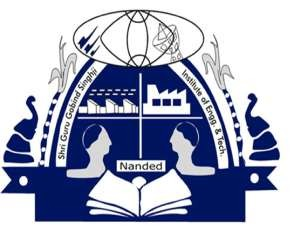 Shri Guru Gobind Singhji
Institute of Engg. & Tech.
Nanded